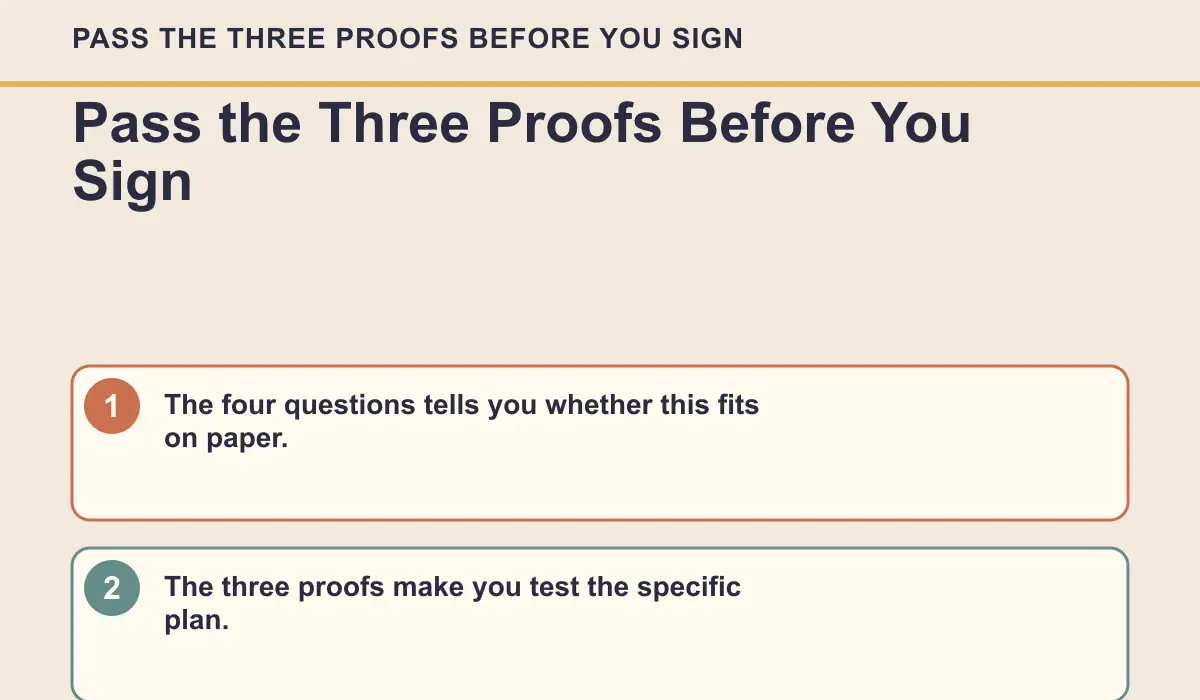 PASS THE THREE PROOFS BEFORE YOU SIGN
Pass the Three Proofs Before You
Sign
1
The four questions tells you whether this fits
on paper.
2
The three proofs make you test the specific
plan.